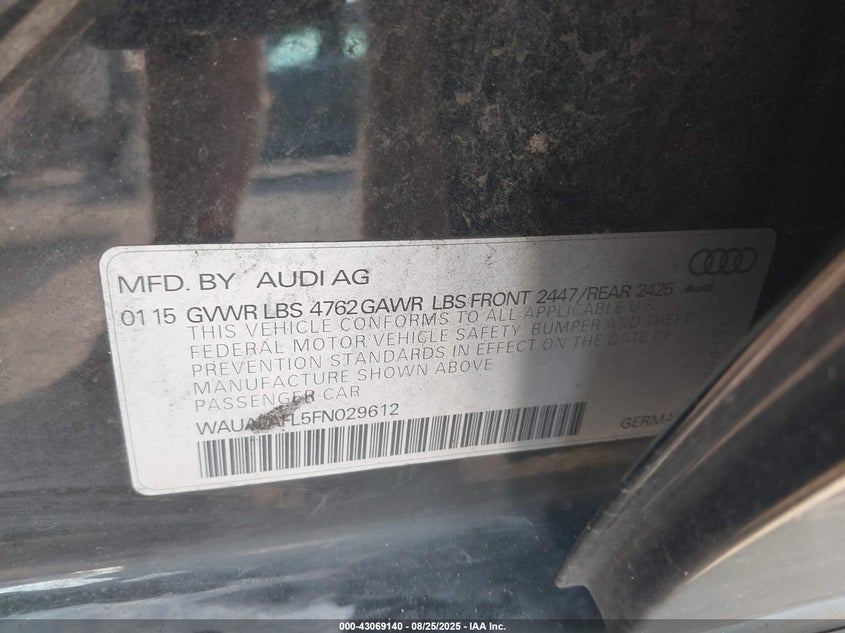 MFD. BY AUDI AG
01 15 GVWR LBS 4762 GAWR LBS FRONT 2447/REAR 2425
Audi
THIS VEHICLE CONFORMS TO ALL APPLICABLE U.S.
FEDERAL MOTOR VEHICLE SAFETY, BUMPER AND THEFT
PREVENTION STANDARDS IN EFFECT ON THE DATE OF
MANUFACTURE SHOWN ABOVE
PASSENGER CAR
GERMA
000-43069140 - 08/25/2025 - IAA Inc.